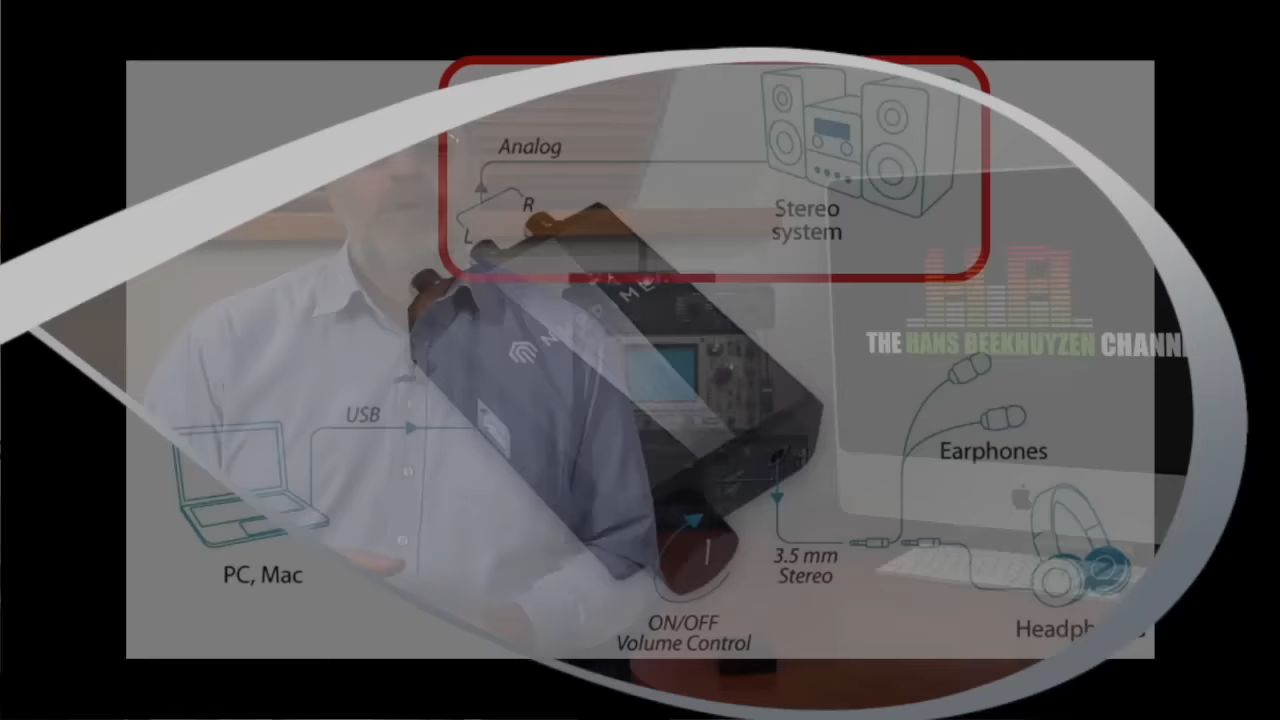 Analog
R
L
Stereo
system
THE HANS BEEKHUYZEN CHANN
USB
Earphones
PC, Mac
3.5 mm
Stereo
ON/OFF
Volume Control
Headph